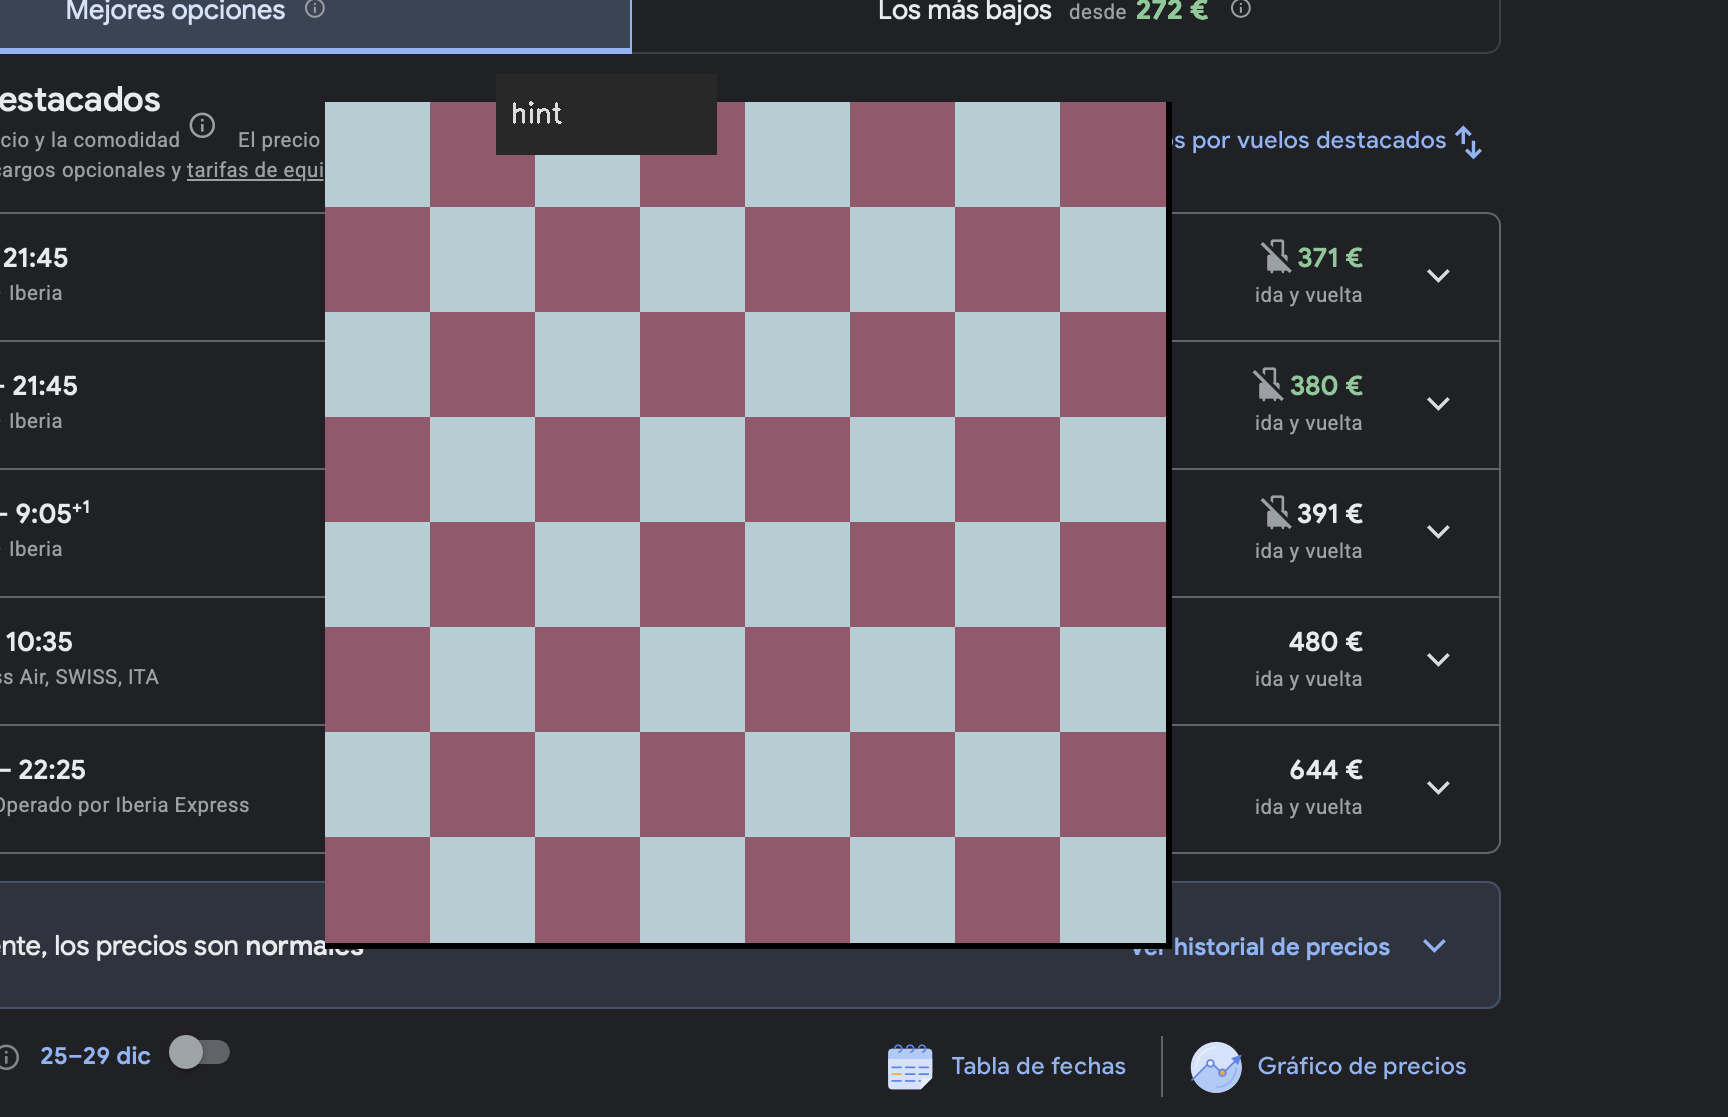 Mejores opciones
Los más bajos desde 272 €
estacados
hint
cio y la comodidad El precio
s por vuelos destacados
argos opcionales y tarifas de equi
21:45
371 €
Iberia
ida y vuelta
– 21:45
380 €
Iberia
ida y vuelta
– 9:05+1
391 €
Iberia
ida y vuelta
10:35
480 €
ss Air, SWISS, ITA
ida y vuelta
– 22:25
644 €
Operado por Iberia Express
ida y vuelta
nte, los precios son normales
Ver historial de precios
25–29 dic
Tabla de fechas
Gráfico de precios